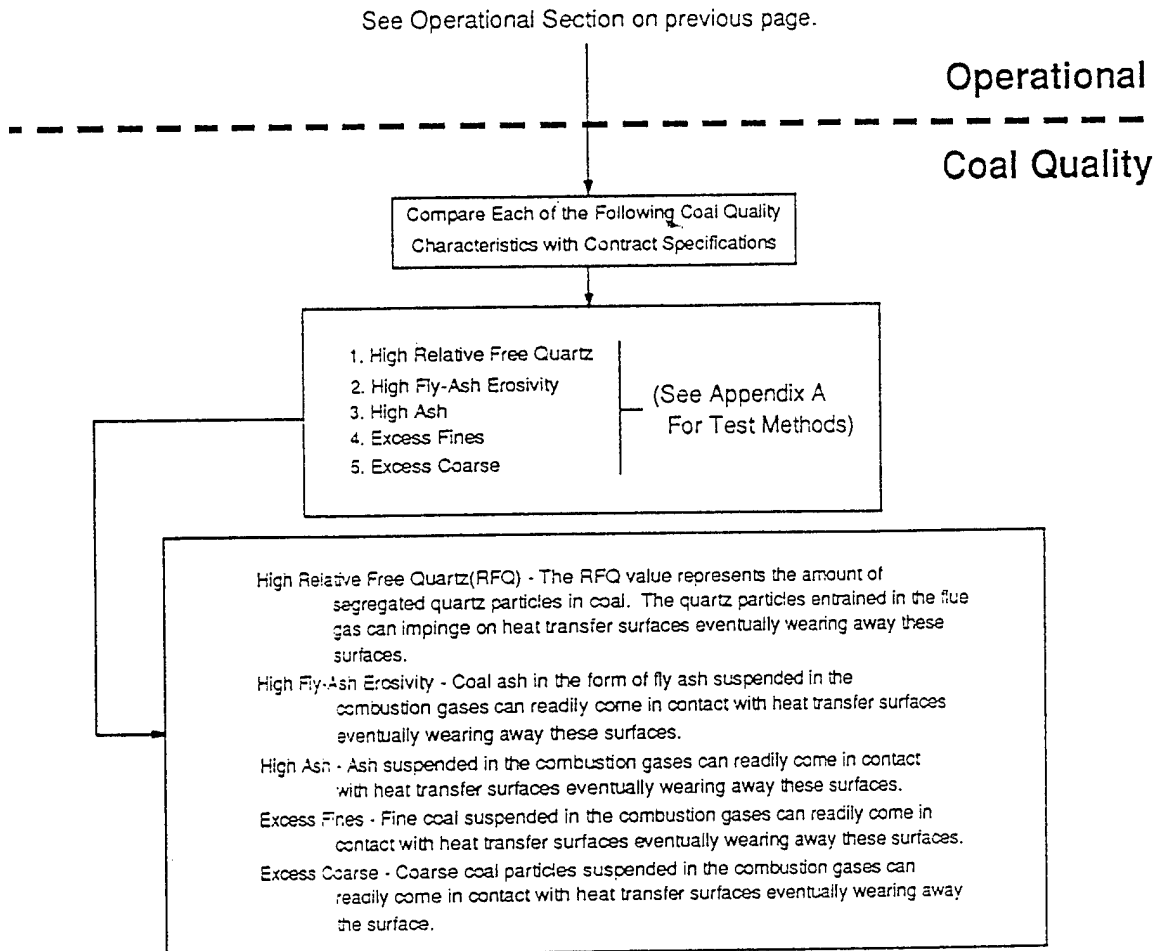 See Operational Section on previous page.
Operational
Coal Quality
Compare Each of the Following Coal Quality
Characteristics with Contract Specifications
1. High Relative Free Quartz
2. High Fly-Ash Erosivity
3. High Ash
4. Excess Fines
5. Excess Coarse
(See Appendix A
For Test Methods)
High Relative Free Quartz(RFQ) - The RFQ value represents the amount of
segregated quartz particles in coal. The quartz particles entrained in the flue
gas can impinge on heat transfer surfaces eventually wearing away these
surfaces.
High Fly-Ash Erosivity - Coal ash in the form of fly ash suspended in the
combustion gases can readily come in contact with heat transfer surfaces
eventually wearing away these surfaces.
High Ash - Ash suspended in the combustion gases can readily come in contact
with heat transfer surfaces eventually wearing away these surfaces.
Excess Fines - Fine coal suspended in the combustion gases can readily come in
contact with heat transfer surfaces eventually wearing away these surfaces.
Excess Coarse - Coarse coal particles suspended in the combustion gases can
readily come in contact with heat transfer surfaces eventually wearing away
the surface.